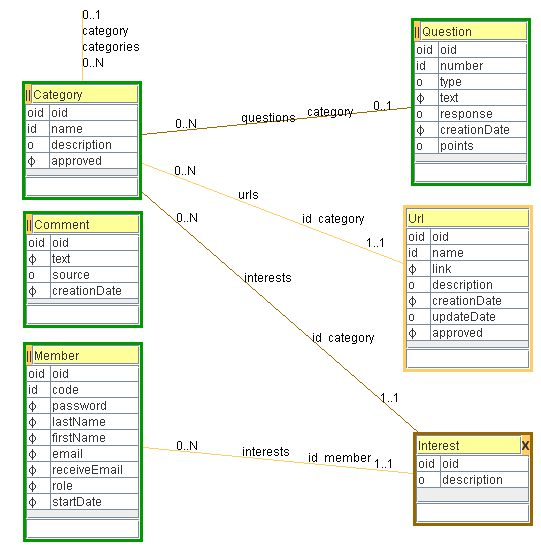 0..1
category
categories
0..N
Category
oid oid
id name
o description
ϕ approved
Question
oid oid
id number
o type
ϕ text
o response
ϕ creationDate
o points
0..N questions category 0..1
0..N
urls
id category
1..1
0..N
interests
id category
1..1
Comment
oid oid
ϕ text
o source
ϕ creationDate
Url
oid oid
id name
ϕ link
o description
ϕ creationDate
o updateDate
ϕ approved
Member
oid oid
id code
ϕ password
ϕ lastName
ϕ firstName
ϕ email
ϕ receiveEmail
ϕ role
ϕ startDate
0..N interests id member 1..1
Interest X
oid oid
o description